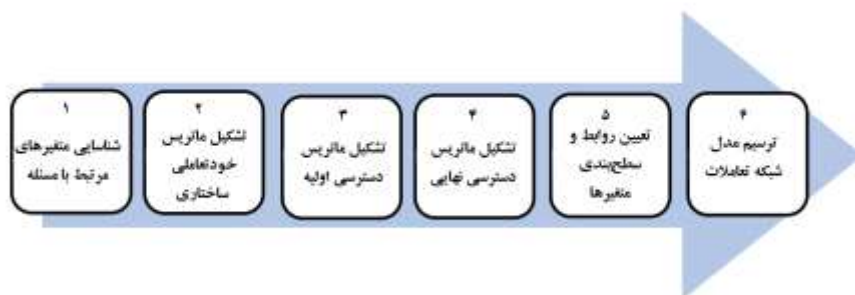 ۱
شناسایی متغیرهای
مرتبط با مسئله
۲
تشکیل ماتریس
خودتعاملی
ساختاری
۳
تشکیل ماتریس
دسترسی اولیه
۴
تشکیل ماتریس
دسترسی نهایی
۵
تعیین روابط و
سطح‌بندی
متغیرها
۶
ترسیم مدل
شبکه تعاملات